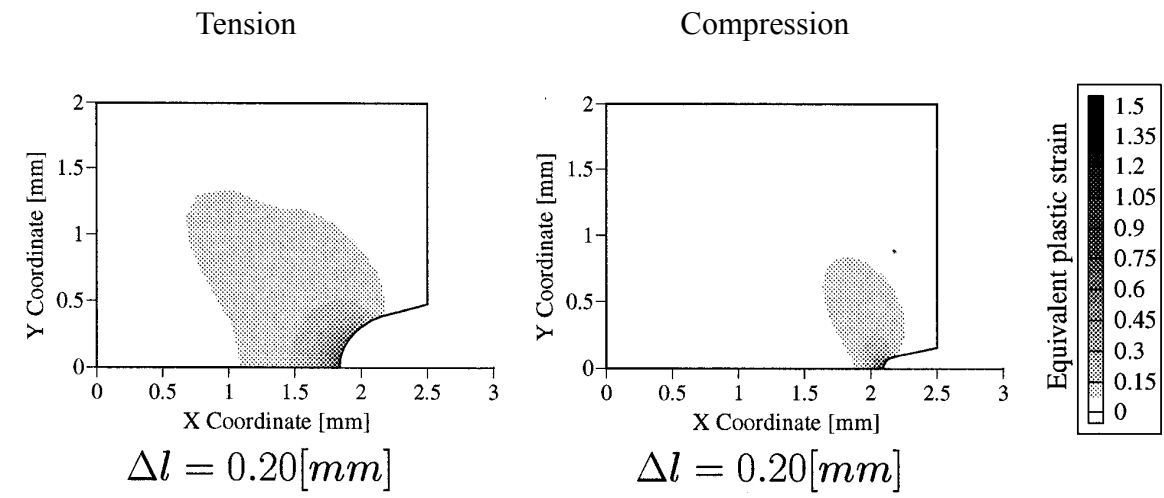 Tension
Compression
2
1.5
1
0.5
0
Y Coordinate [mm]
0 0.5 1 1.5 2 2.5 3
X Coordinate [mm]
Δl = 0.20[mm]
2
1.5
1
0.5
0
Y Coordinate [mm]
0 0.5 1 1.5 2 2.5 3
X Coordinate [mm]
Δl = 0.20[mm]
Equivalent plastic strain
1.5
1.35
1.2
1.05
0.9
0.75
0.6
0.45
0.3
0.15
0